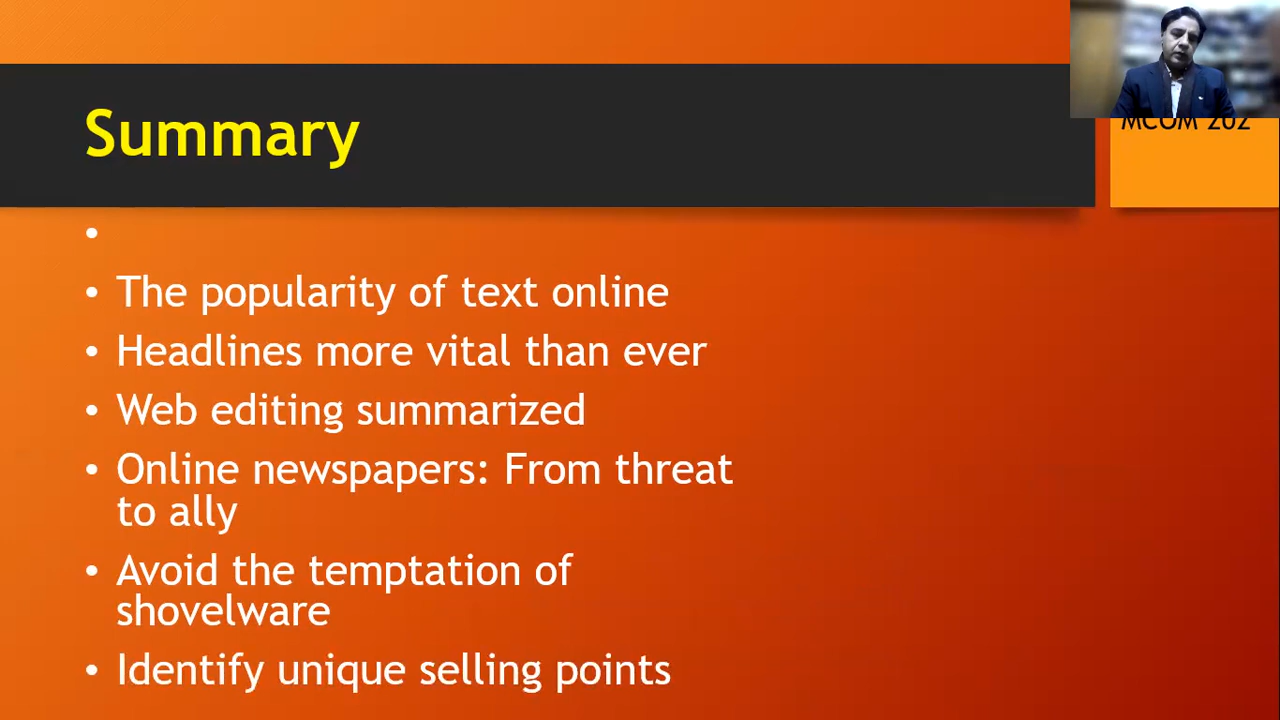 Summary
MCOM 202
•
• The popularity of text online
• Headlines more vital than ever
• Web editing summarized
• Online newspapers: From threat
to ally
• Avoid the temptation of
shovelware
• Identify unique selling points